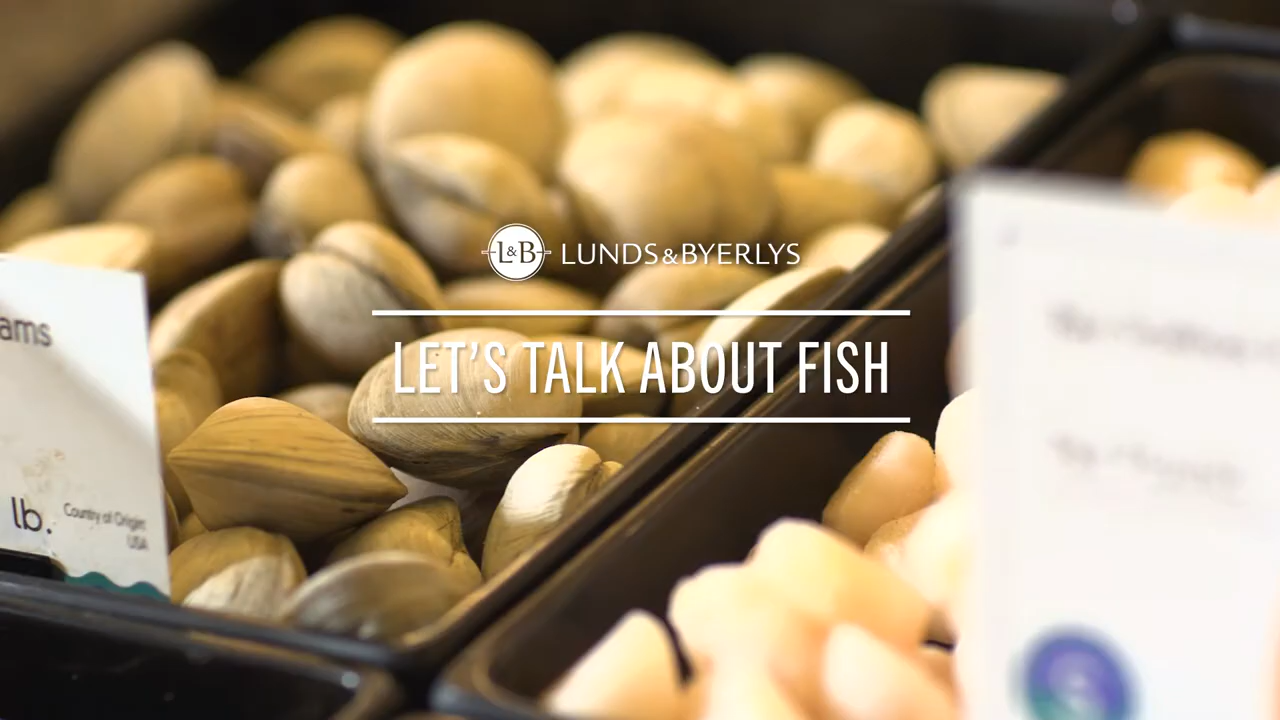 L&B LUNDS&BYERLYS
LET'S TALK ABOUT FISH
ams
lb.
Country of Origin
USA